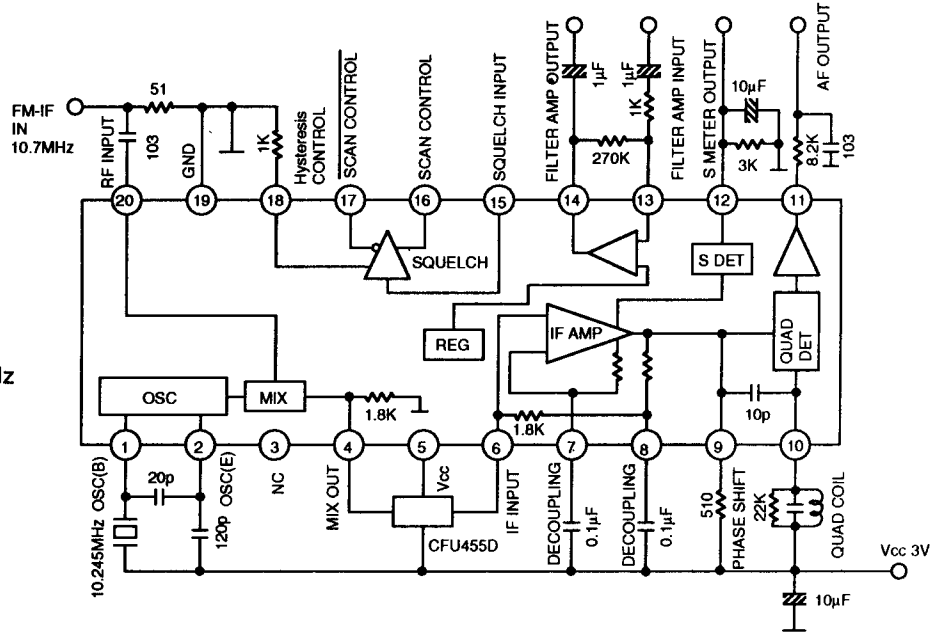 FM-IF
IN
10.7MHz
51
103
RF INPUT
GND
1K
Hysteresis
CONTROL
SCAN CONTROL
SCAN CONTROL
SQUELCH INPUT
FILTER AMP OUTPUT
1μF
1μF
1K
270K
FILTER AMP INPUT
S METER OUTPUT
10μF
3K
AF OUTPUT
8.2K
103
20
19
18
17
16
15
14
13
12
11
SQUELCH
S DET
REG
IF AMP
QUAD
DET
OSC
MIX
1.8K
1.8K
10p
1
2
3
4
5
6
7
8
9
10
10.245MHz
OSC(B)
20p
OSC(E)
120p
NC
MIX OUT
Vcc
CFU455D
IF INPUT
DECOUPLING
0.1μF
DECOUPLING
0.1μF
510
PHASE SHIFT
22K
QUAD COIL
Vcc 3V
10μF